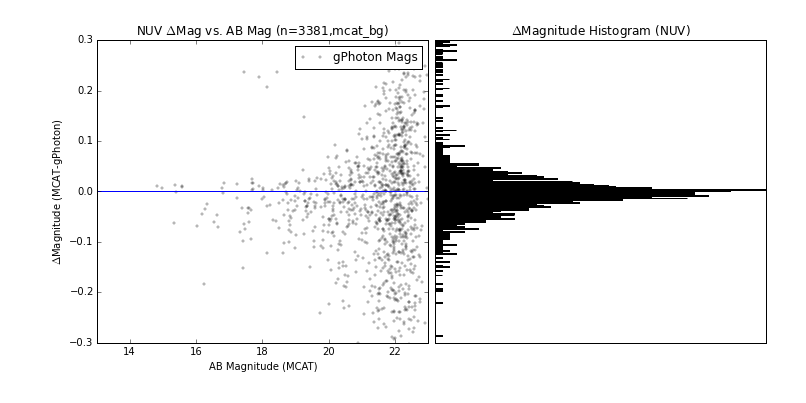 NUV ΔMag vs. AB Mag (n=3381,mcat_bg)
ΔMagnitude Histogram (NUV)
gPhoton Mags
0.3
0.2
0.1
0.0
−0.1
−0.2
−0.3
ΔMagnitude (MCAT-gPhoton)
14 16 18 20 22
AB Magnitude (MCAT)